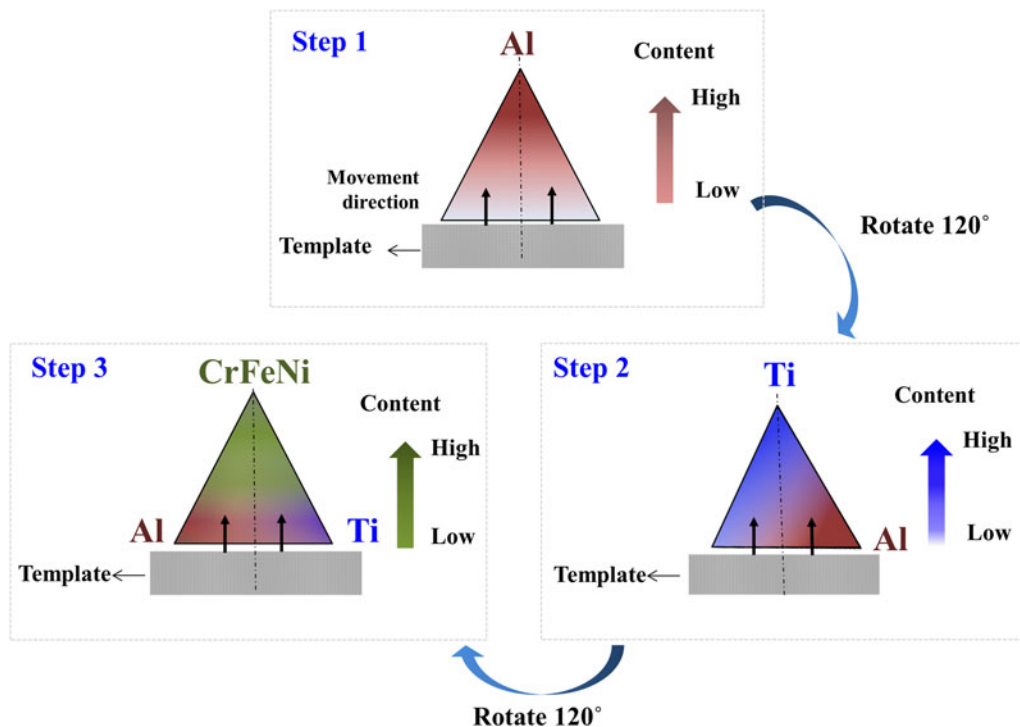 Step 1
Al
Content
High
Low
Movement
direction
Template
Rotate 120°
Step 3
CrFeNi
Content
High
Low
Al
Ti
Template
Step 2
Ti
Content
High
Low
Al
Template
Rotate 120°